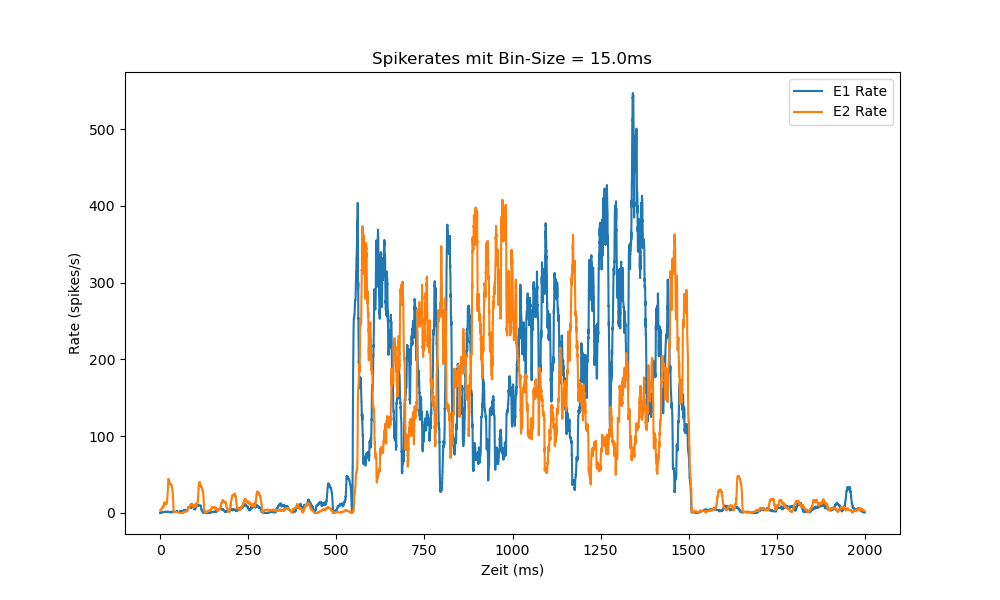 Spikerates mit Bin-Size = 15.0ms
E1 Rate
E2 Rate
Rate (spikes/s)
500
400
300
200
100
0
0 250 500 750 1000 1250 1500 1750 2000
Zeit (ms)